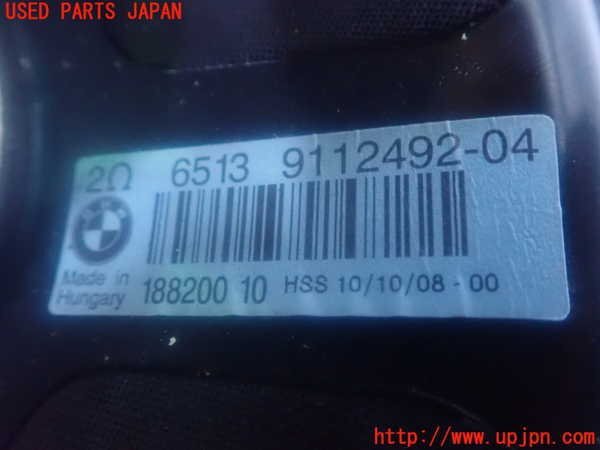 USED PARTS JAPAN
2Ω 6513 9112492-04
BMW
Made in
Hungary
188200 10 HSS 10/10/08 - 00
www.upjpn.com